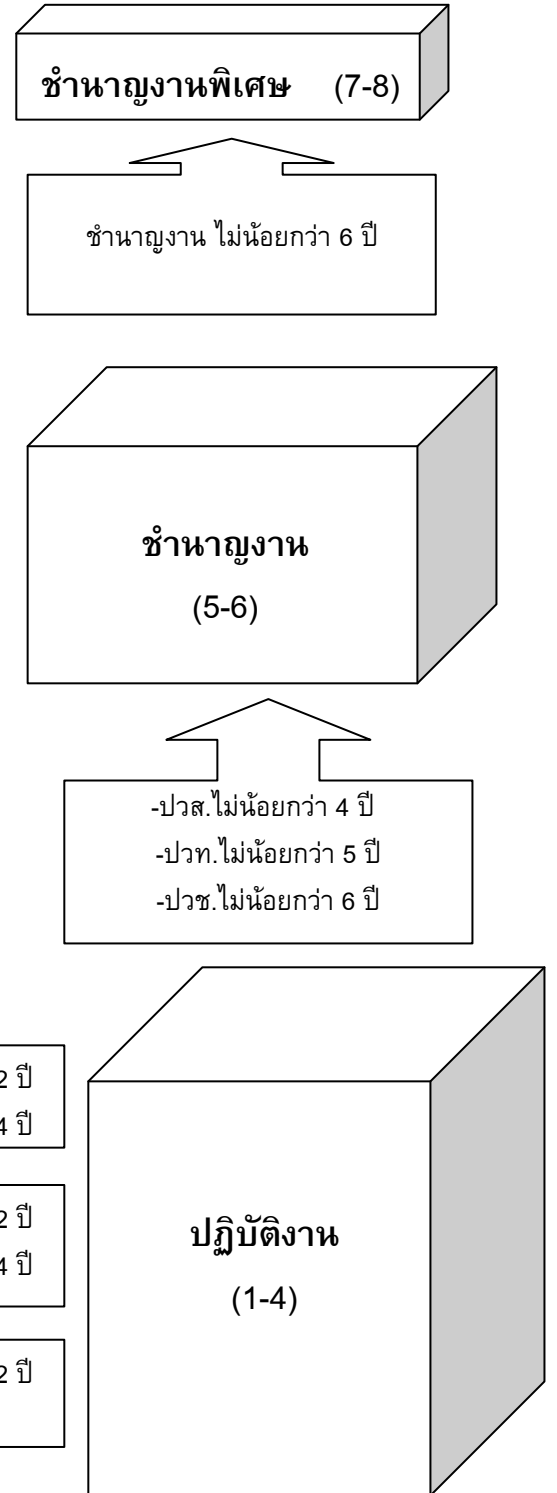 ชำนาญงานพิเศษ (7-8)
ชำนาญงาน ไม่น้อยกว่า 6 ปี
ชำนาญงาน
(5-6)
-ปวส.ไม่น้อยกว่า 4 ปี
-ปวท.ไม่น้อยกว่า 5 ปี
-ปวช.ไม่น้อยกว่า 6 ปี
2 ปี
4 ปี
2 ปี
4 ปี
2 ปี
ปฏิบัติงาน
(1-4)